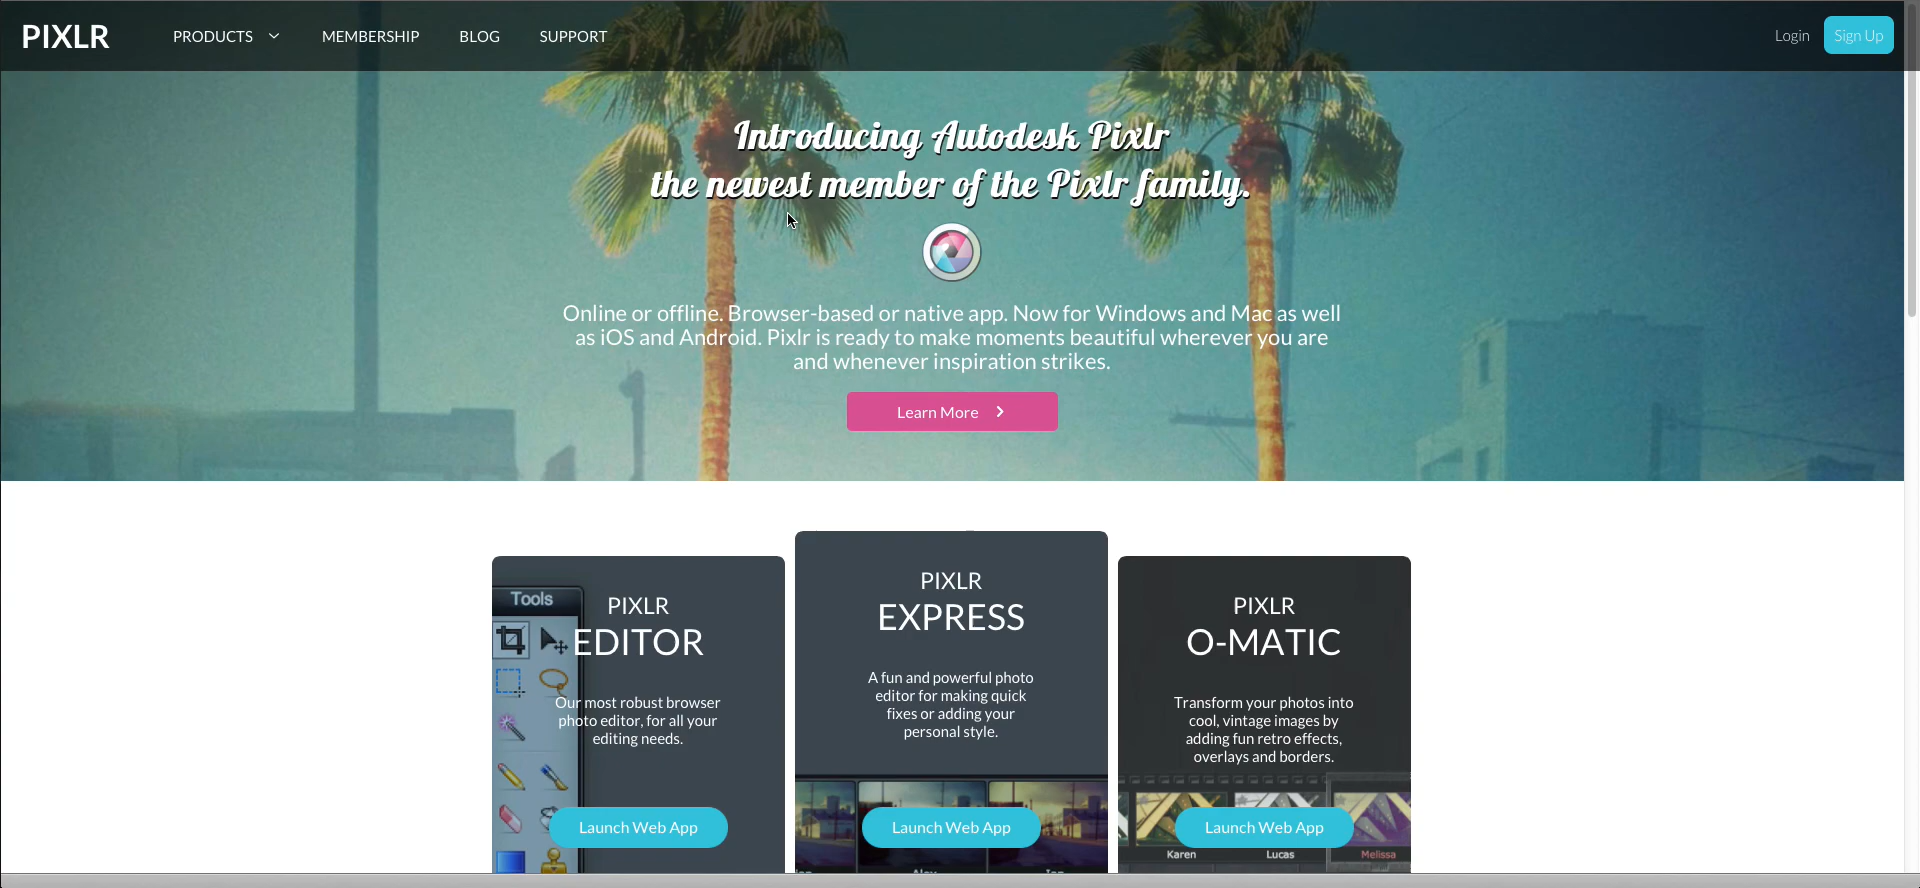 PIXLR
PRODUCTS
MEMBERSHIP
BLOG
SUPPORT
Login
Sign Up
Introducing Autodesk Pixlr
the newest member of the Pixlr family.
Online or offline. Browser-based or native app. Now for Windows and Mac as well
as iOS and Android. Pixlr is ready to make moments beautiful wherever you are
and whenever inspiration strikes.
Learn More
Tools
PIXLR
EDITOR
Our most robust browser
photo editor, for all your
editing needs.
Launch Web App
PIXLR
EXPRESS
A fun and powerful photo
editor for making quick
fixes or adding your
personal style.
Launch Web App
PIXLR
O-MATIC
Transform your photos into
cool, vintage images by
adding fun retro effects,
overlays and borders.
Launch Web App
Karen
Lucas
Melissa